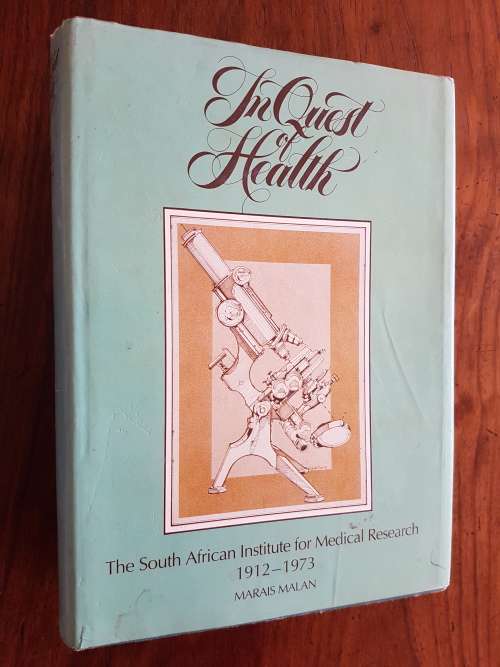 In Quest
of
Health
The South African Institute for Medical Research
1912–1973
MARAIS MALAN